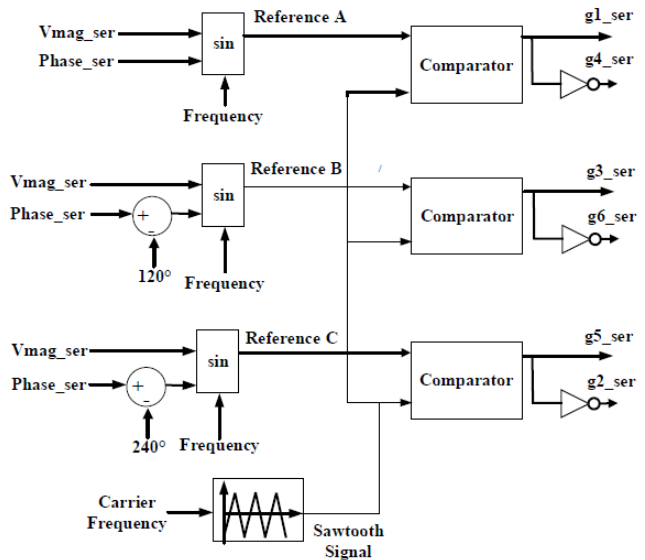 Reference A
g1_ser
Vmag_ser
sin
g4_ser
Phase_ser
Comparator
Frequency
Reference B
g3_ser
Vmag_ser
sin
Phase_ser
+
-
Comparator
g6_ser
120°
Frequency
Reference C
g5_ser
Vmag_ser
sin
Phase_ser
+
-
Comparator
g2_ser
240°
Frequency
Carrier
Frequency
Sawtooth
Signal